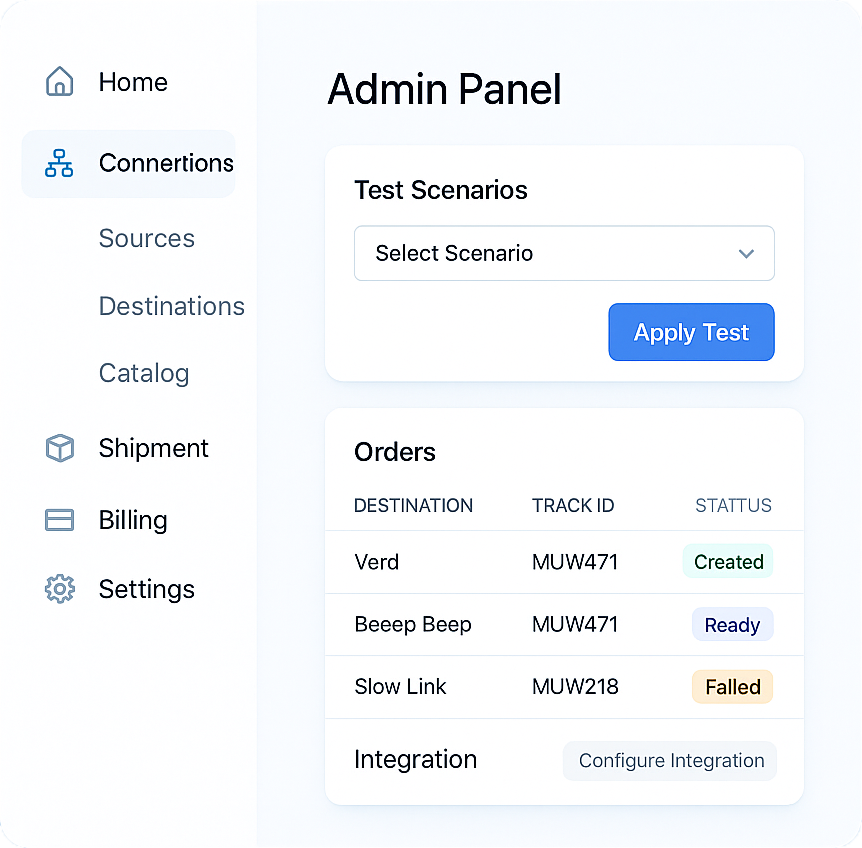 Home
Connertions
Sources
Destinations
Catalog
Shipment
Billing
Settings
Admin Panel
Test Scenarios
Select Scenario
Apply Test
Orders
DESTINATION TRACK ID STATTUS
Verd MUW471 Created
Beeep Beep MUW471 Ready
Slow Link MUW218 Falled
Integration Configure Integration